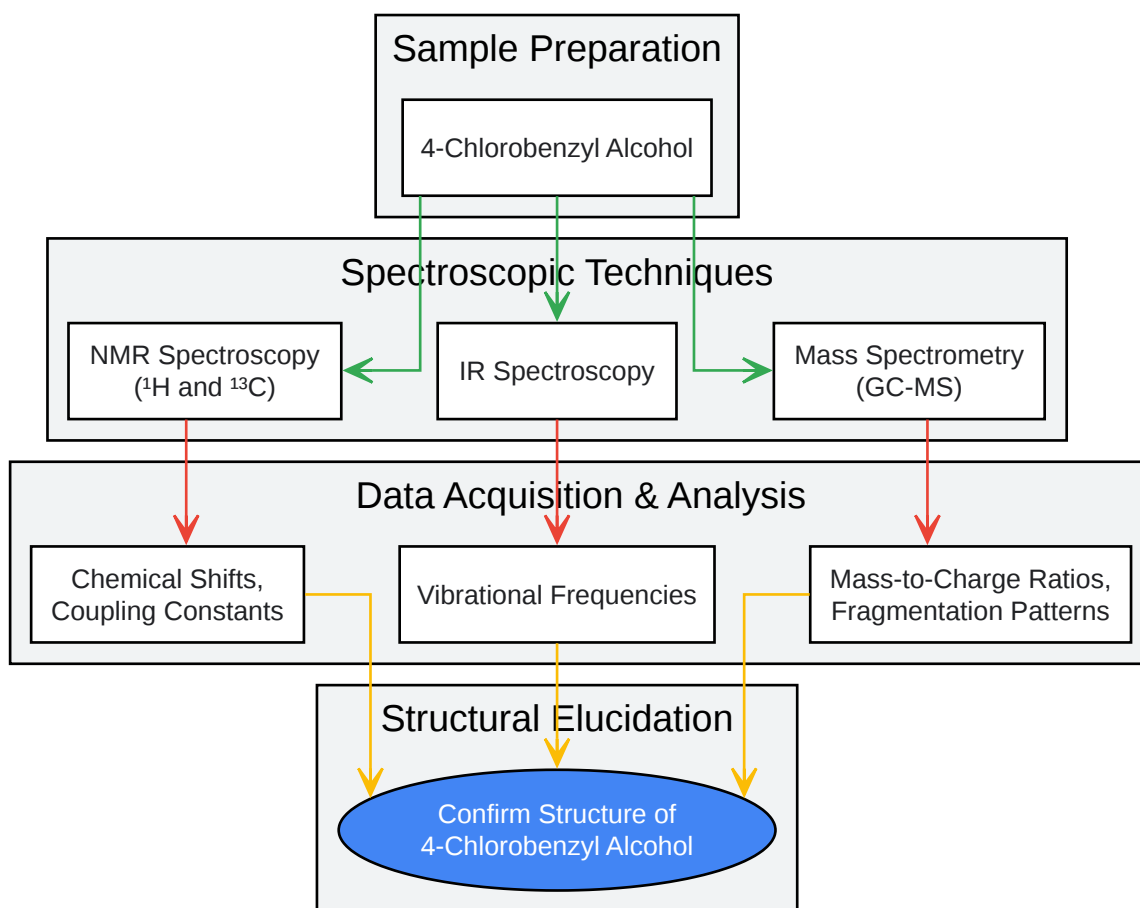 Sample Preparation
4-Chlorobenzyl Alcohol
Spectroscopic Techniques
NMR Spectroscopy
(¹H and ¹³C)
IR Spectroscopy
Mass Spectrometry
(GC-MS)
Data Acquisition & Analysis
Chemical Shifts,
Coupling Constants
Vibrational Frequencies
Mass-to-Charge Ratios,
Fragmentation Patterns
Structural Elucidation
Confirm Structure of
4-Chlorobenzyl Alcohol